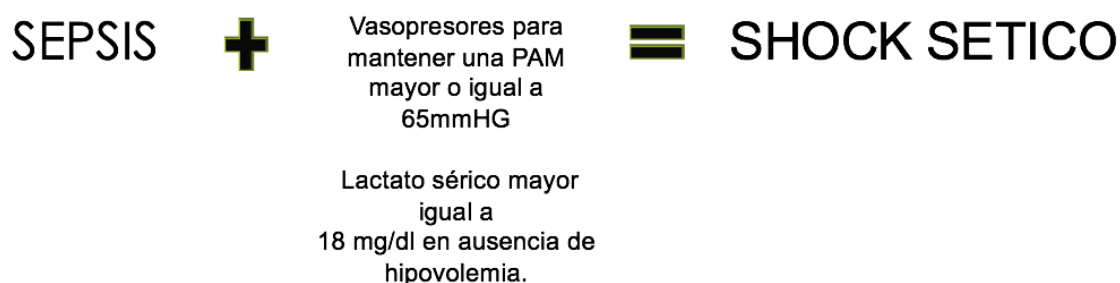 SEPSIS
Vasopresores para
mantener una PAM
mayor o igual a
65mmHG
SHOCK SETICO
Lactato sérico mayor
igual a
18 mg/dl en ausencia de
hipovolemia.